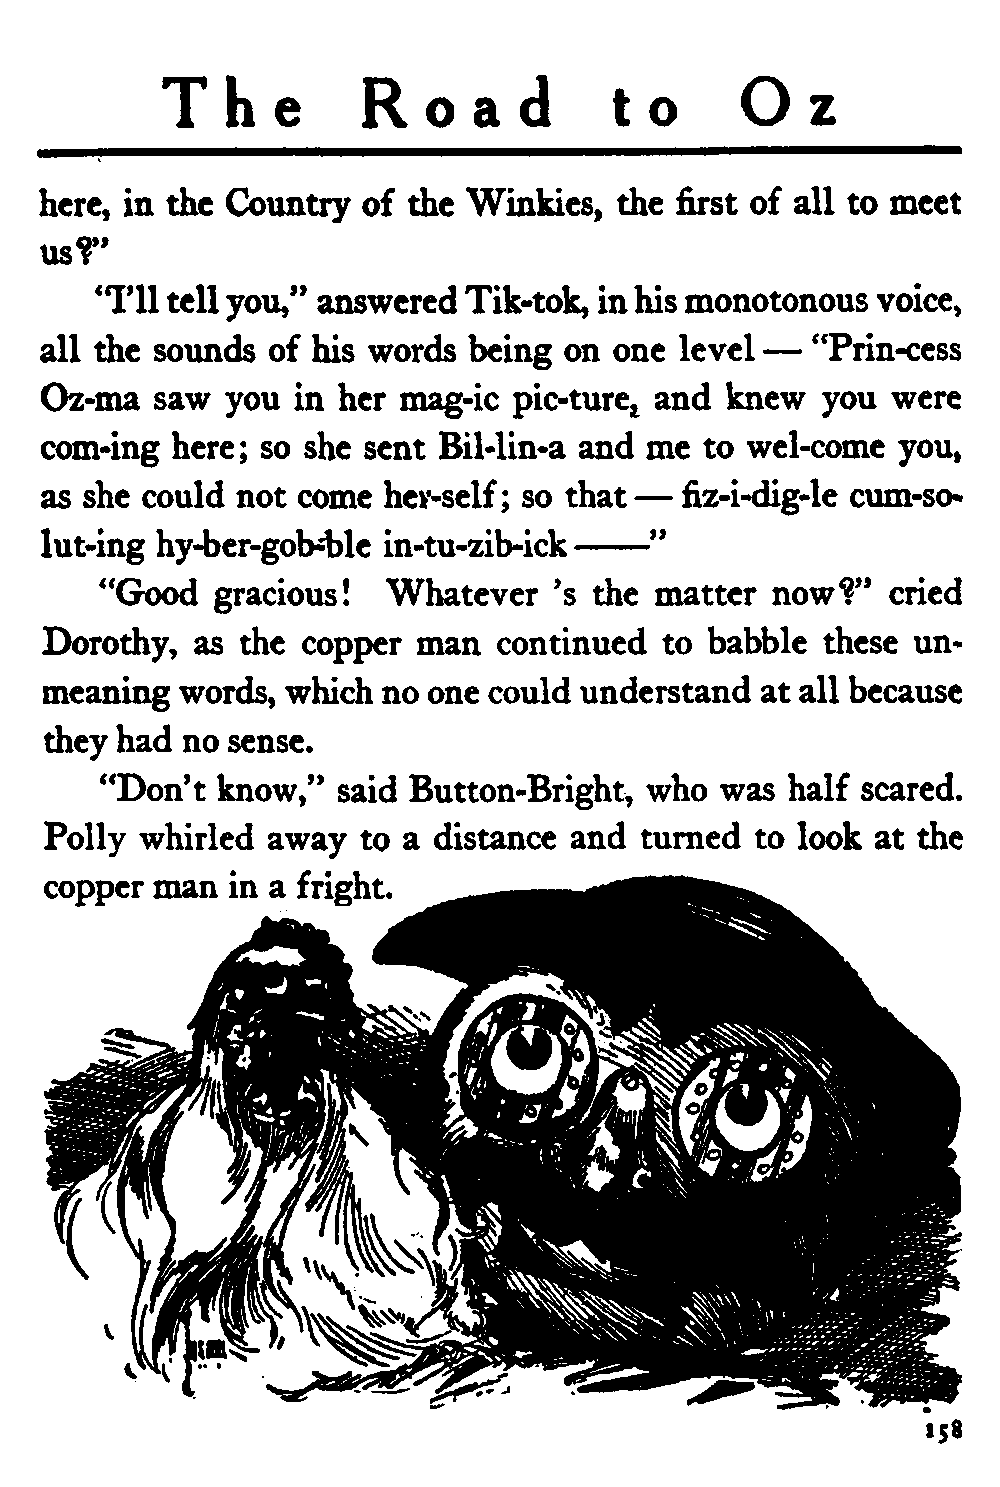 The Road to Oz
here, in the Country of the Winkies, the first of all to meet
us?”
“I’ll tell you,” answered Tik-tok, in his monotonous voice,
all the sounds of his words being on one level — “Prin-cess
Oz-ma saw you in her mag-ic pic-ture, and knew you were
com-ing here; so she sent Bil-lin-a and me to wel-come you,
as she could not come her-self; so that — fiz-i-dig-le cum-so-
lut-ing hy-ber-gob-ble in-tu-zib-ick ——”
“Good gracious! Whatever ’s the matter now?” cried
Dorothy, as the copper man continued to babble these un-
meaning words, which no one could understand at all because
they had no sense.
“Don’t know,” said Button-Bright, who was half scared.
Polly whirled away to a distance and turned to look at the
copper man in a fright.
158